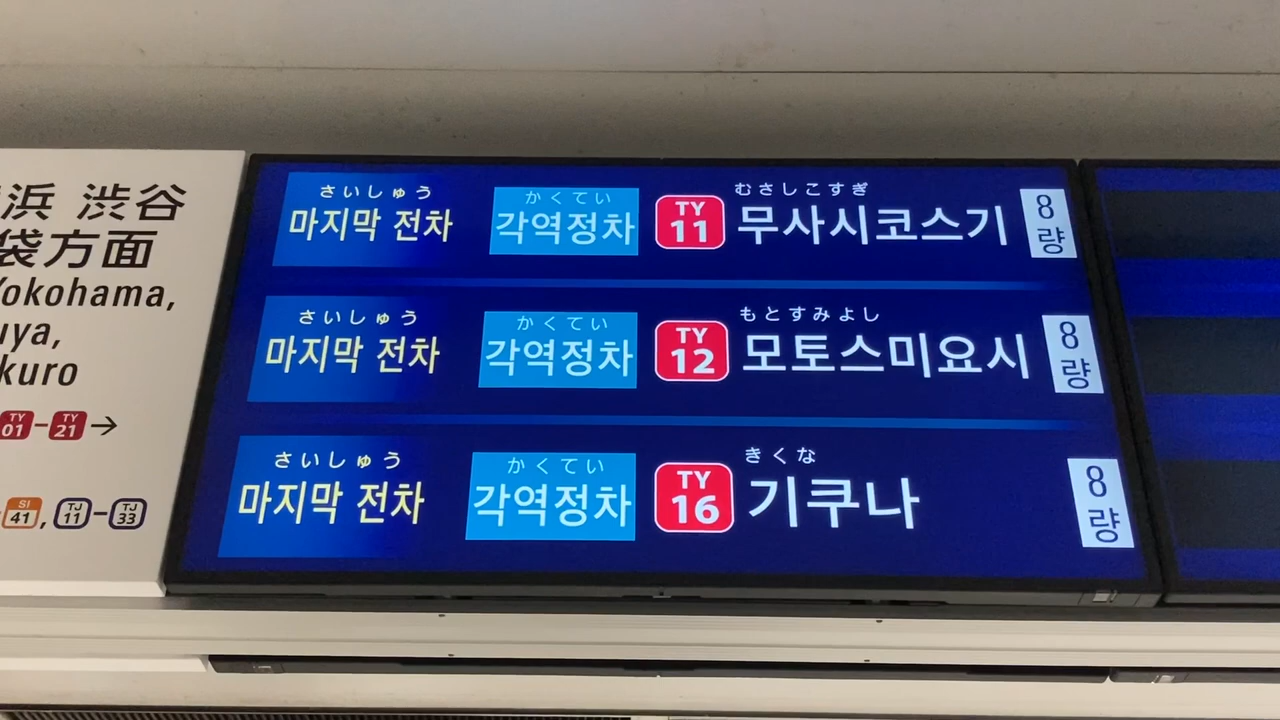 浜 渋谷
袋方面
okohama,
uya,
kuro
TY 01-TY 21→
SI 41, TJ 11-TJ 33
さいしゅう かくてい むさしこすぎ
마지막 전차 각역정차 TY 11 무사시코스기 8량
さいしゅう かくてい もとすみよし
마지막 전차 각역정차 TY 12 모토스미요시 8량
さいしゅう かくてい きくな
마지막 전차 각역정차 TY 16 기쿠나 8량